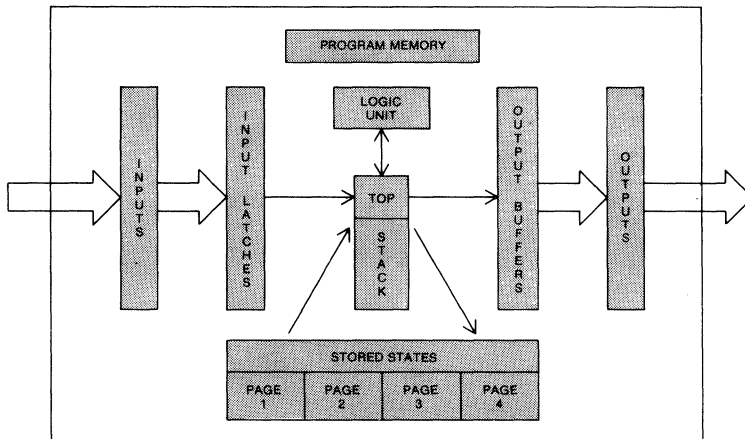 PROGRAM MEMORY
INPUTS
INPUT LATCHES
LOGIC
UNIT
TOP
STACK
OUTPUT BUFFERS
OUTPUTS
STORED STATES
PAGE
1
PAGE
2
PAGE
3
PAGE
4